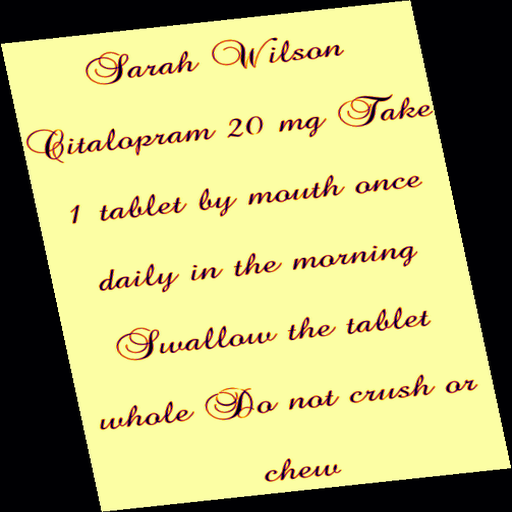 Sarah Wilson
Citalopram 20 mg Take
1 tablet by mouth once
daily in the morning
Swallow the tablet
whole Do not crush or
chew